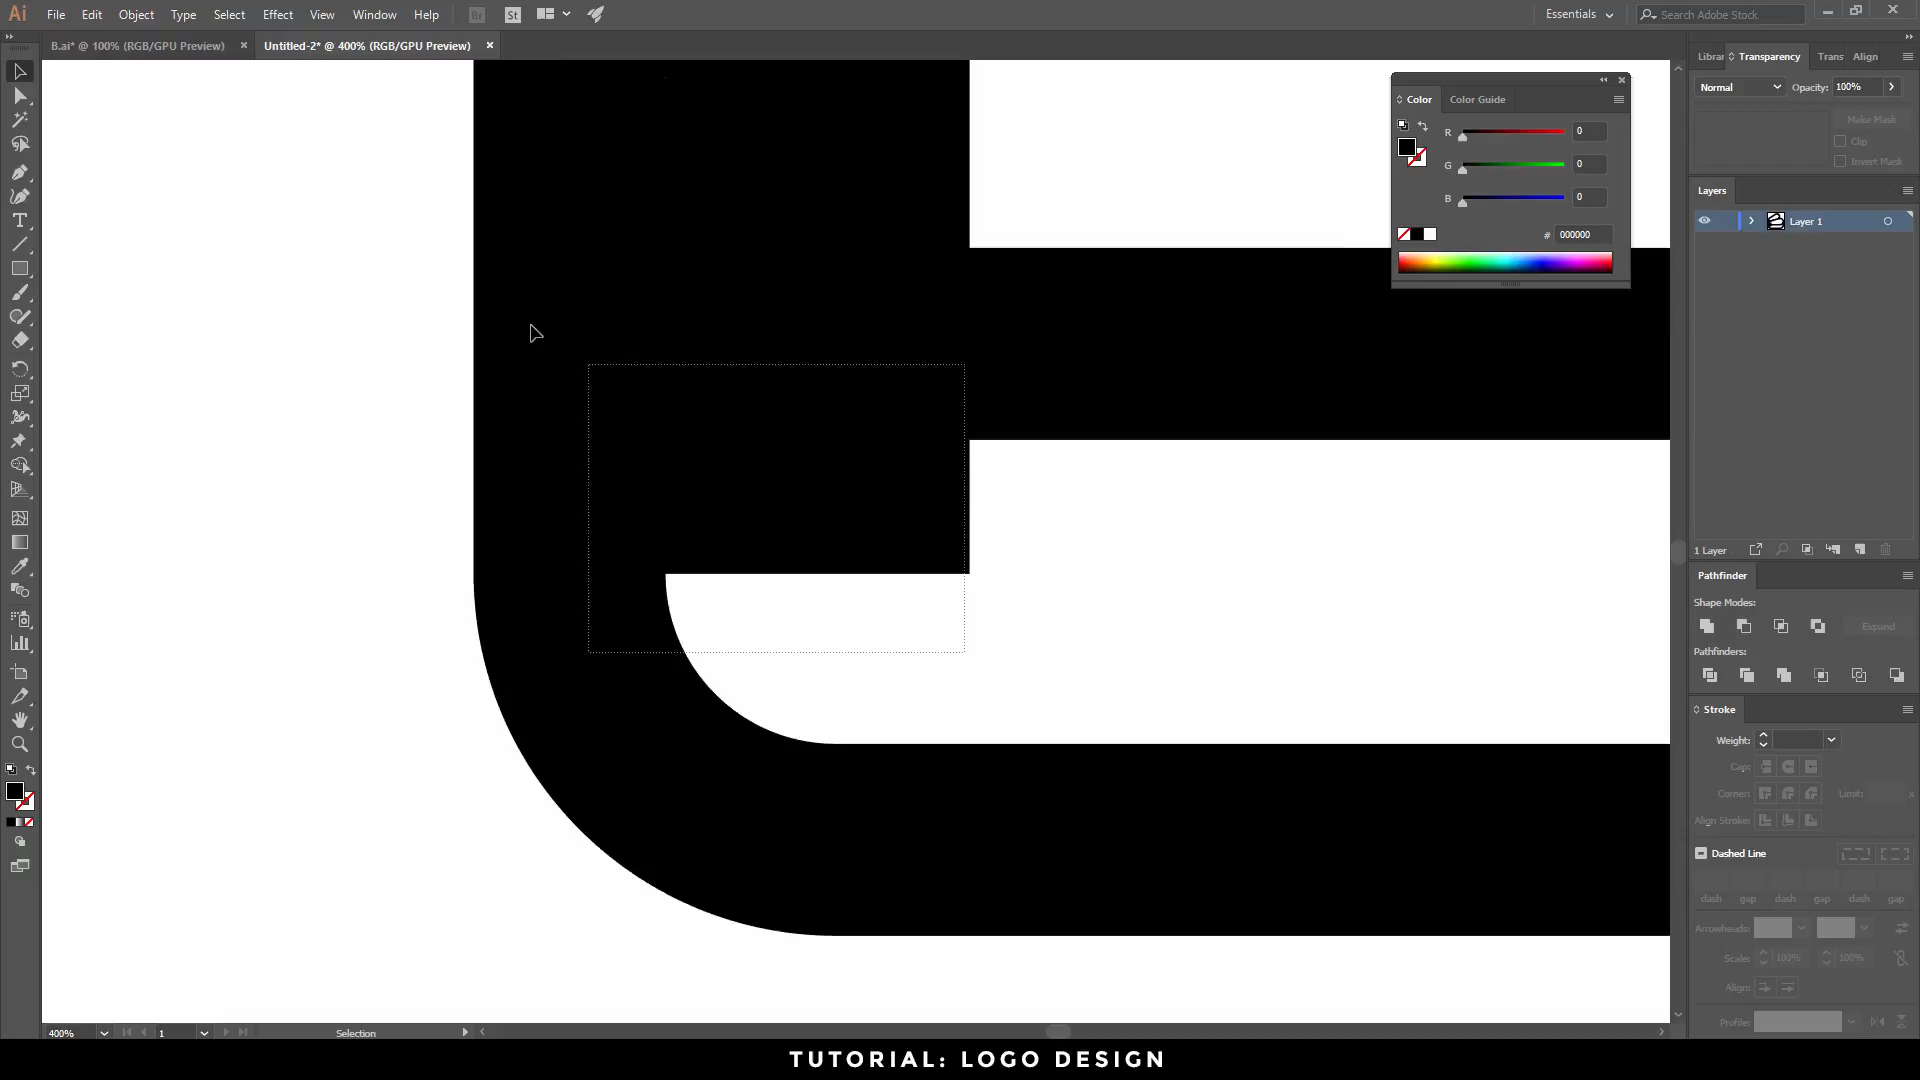 Ai File Edit Object Type Select Effect View Window Help Br St Essentials Search Adobe Stock
B.ai* @ 100% (RGB/GPU Preview) × Untitled-2* @ 400% (RGB/GPU Preview) ×
Librar Transparency Trans Align
Normal Opacity: 100%
Make Mask
Clip
Invert Mask
Color Color Guide
R 0
G 0
B 0
# 000000
Layers
Layer 1
1 Layer
Pathfinder
Shape Modes:
Expand
Pathfinders:
Stroke
Weight:
Cap:
Corner: Limit: x
Align Stroke:
Dashed Line
dash gap dash gap dash gap
Arrowheads:
Scale: 100% 100%
Align:
Profile:
400% 1 Selection
TUTORIAL: LOGO DESIGN